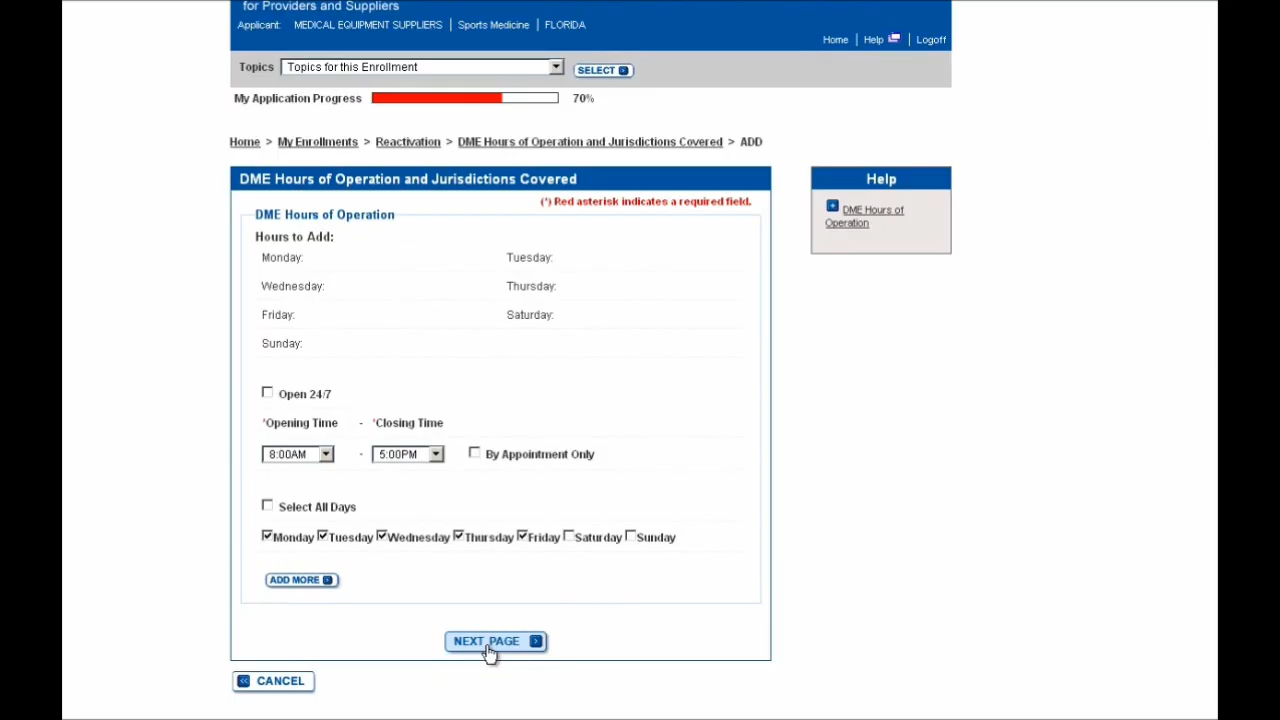 for Providers and Suppliers
Applicant: MEDICAL EQUIPMENT SUPPLIERS | Sports Medicine | FLORIDA
Home | Help | Logoff
Topics Topics for this Enrollment SELECT
My Application Progress 70%
Home > My Enrollments > Reactivation > DME Hours of Operation and Jurisdictions Covered > ADD
DME Hours of Operation and Jurisdictions Covered
(*) Red asterisk indicates a required field.
DME Hours of Operation
Hours to Add:
Monday: Tuesday:
Wednesday: Thursday:
Friday: Saturday:
Sunday:
Open 24/7
*Opening Time - *Closing Time
8:00AM - 5:00PM By Appointment Only
Select All Days
Monday Tuesday Wednesday Thursday Friday Saturday Sunday
ADD MORE
NEXT PAGE
CANCEL
Help
DME Hours of
Operation